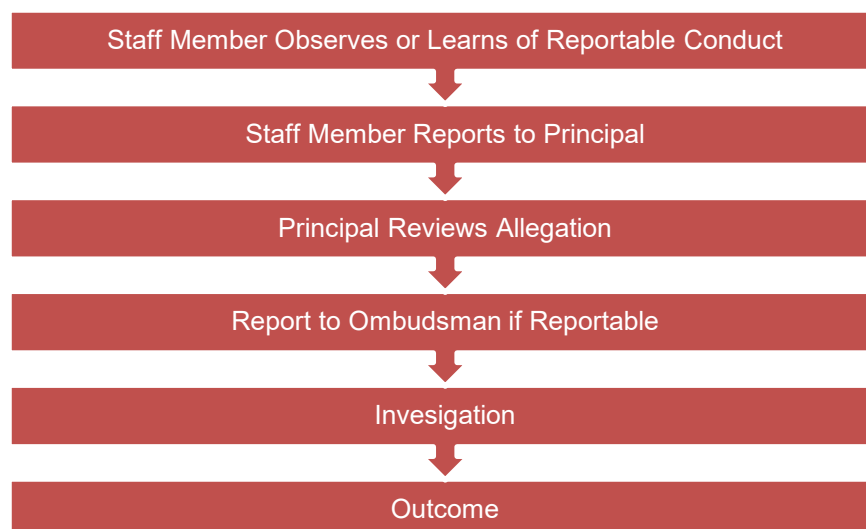 Staff Member Observes or Learns of Reportable Conduct
Staff Member Reports to Principal
Principal Reviews Allegation
Report to Ombudsman if Reportable
Invesigation
Outcome